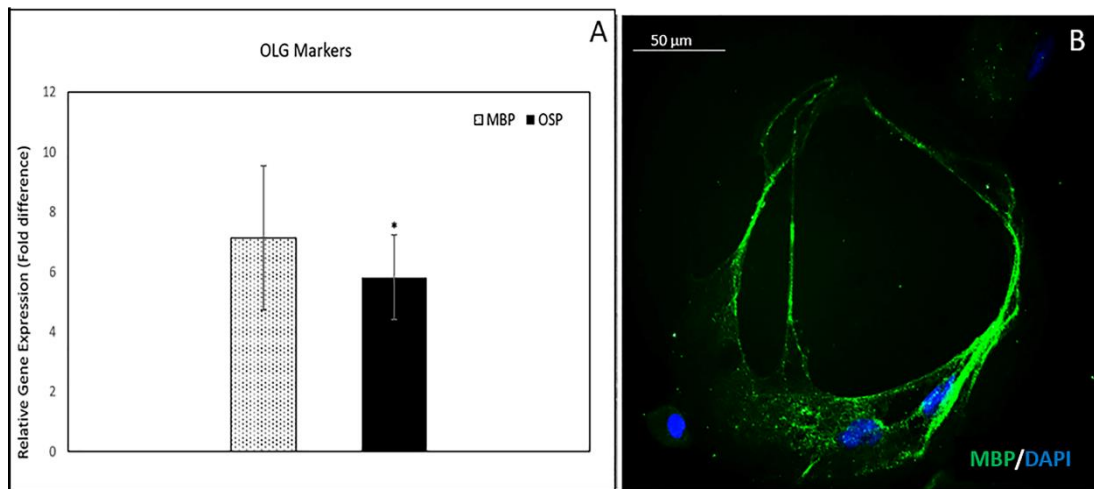 A
OLG Markers
12
MBP OSP
10
8
*
6
4
2
0
Relative Gene Expression (Fold difference)
50 µm
B
MBP/DAPI